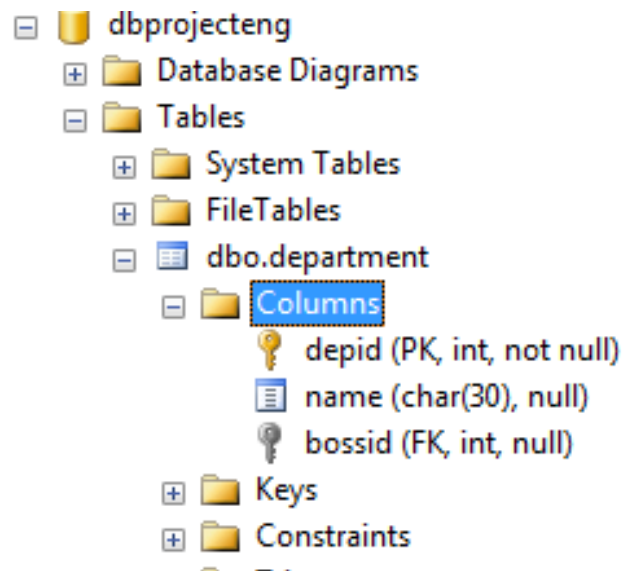 dbprojecteng
Database Diagrams
Tables
System Tables
FileTables
dbo.department
Columns
depid (PK, int, not null)
name (char(30), null)
bossid (FK, int, null)
Keys
Constraints